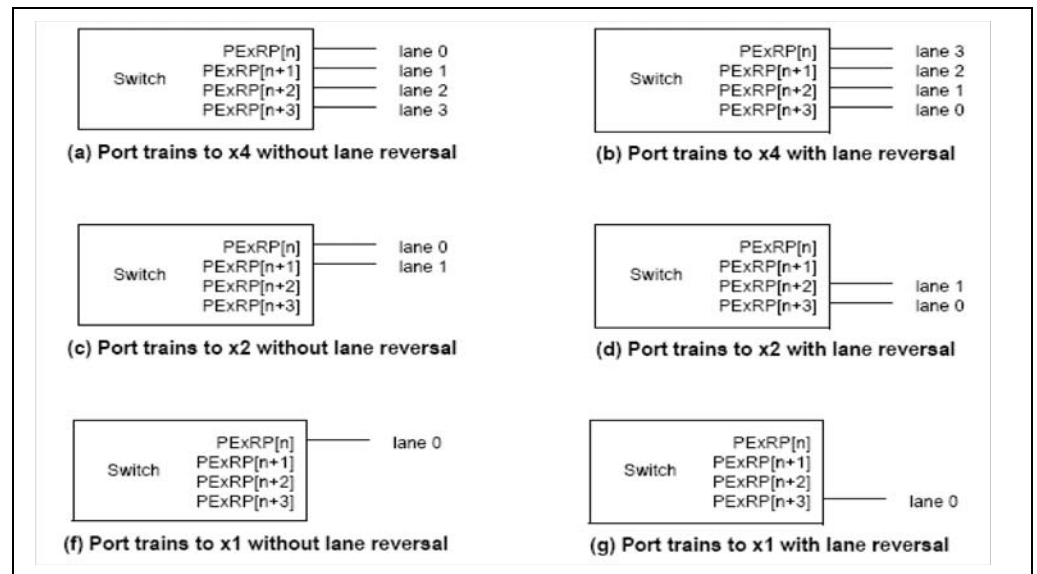 Switch
PExRP[n] lane 0
PExRP[n+1] lane 1
PExRP[n+2] lane 2
PExRP[n+3] lane 3
(a) Port trains to x4 without lane reversal
Switch
PExRP[n] lane 3
PExRP[n+1] lane 2
PExRP[n+2] lane 1
PExRP[n+3] lane 0
(b) Port trains to x4 with lane reversal
Switch
PExRP[n] lane 0
PExRP[n+1] lane 1
PExRP[n+2]
PExRP[n+3]
(c) Port trains to x2 without lane reversal
Switch
PExRP[n]
PExRP[n+1]
PExRP[n+2] lane 1
PExRP[n+3] lane 0
(d) Port trains to x2 with lane reversal
Switch
PExRP[n] lane 0
PExRP[n+1]
PExRP[n+2]
PExRP[n+3]
(f) Port trains to x1 without lane reversal
Switch
PExRP[n]
PExRP[n+1]
PExRP[n+2]
PExRP[n+3] lane 0
(g) Port trains to x1 with lane reversal